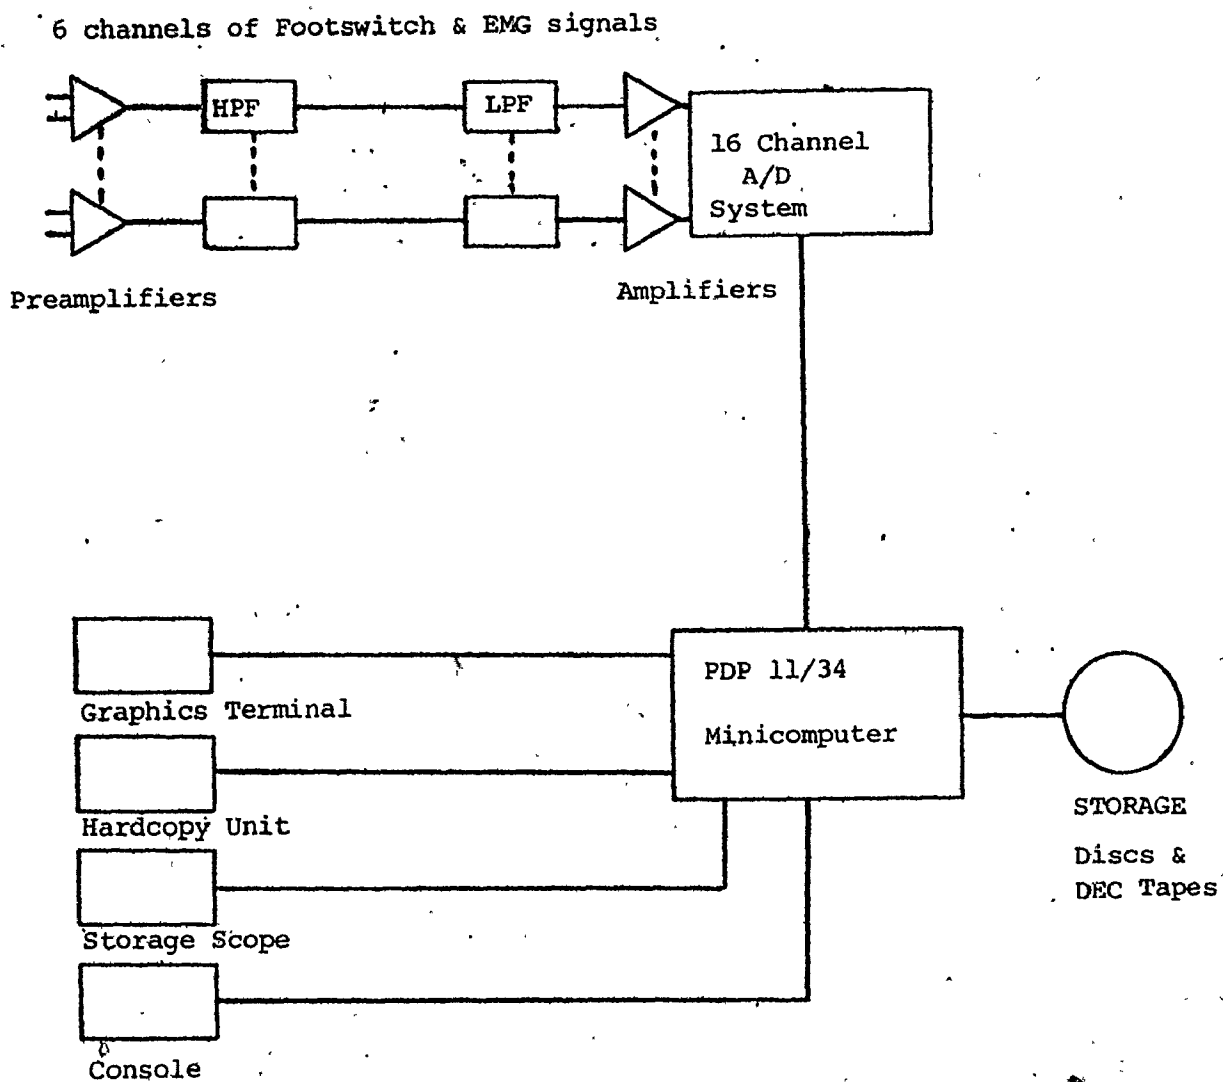 6 channels of Footswitch & EMG signals
HPF
LPF
16 Channel
A/D
System
Preamplifiers
Amplifiers
PDP 11/34
Minicomputer
Graphics Terminal
Hardcopy Unit
Storage Scope
Console
STORAGE
Discs &
DEC Tapes